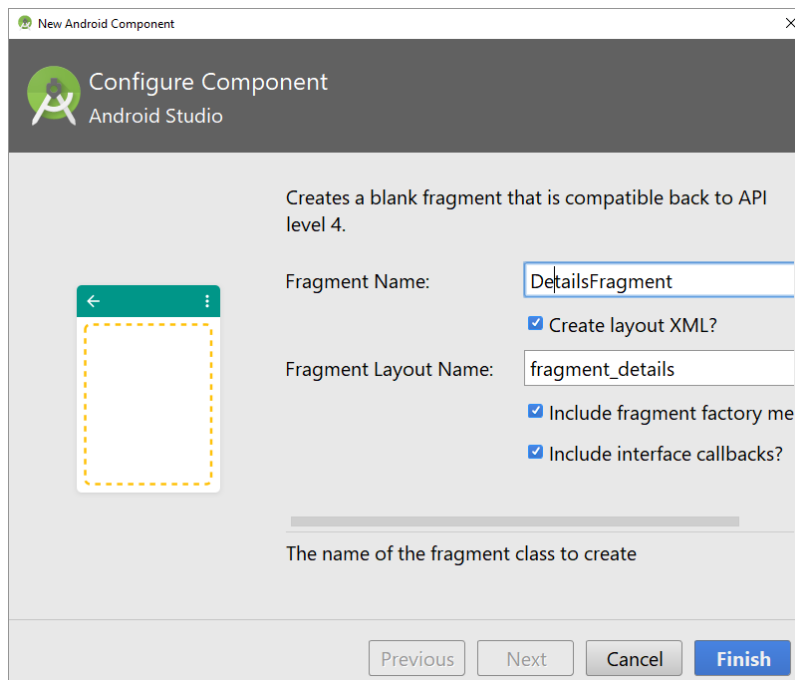 New Android Component
Configure Component
Android Studio
Creates a blank fragment that is compatible back to API
level 4.
Fragment Name:
DetailsFragment
Create layout XML?
Fragment Layout Name:
fragment_details
Include fragment factory me
Include interface callbacks?
The name of the fragment class to create
Previous
Next
Cancel
Finish